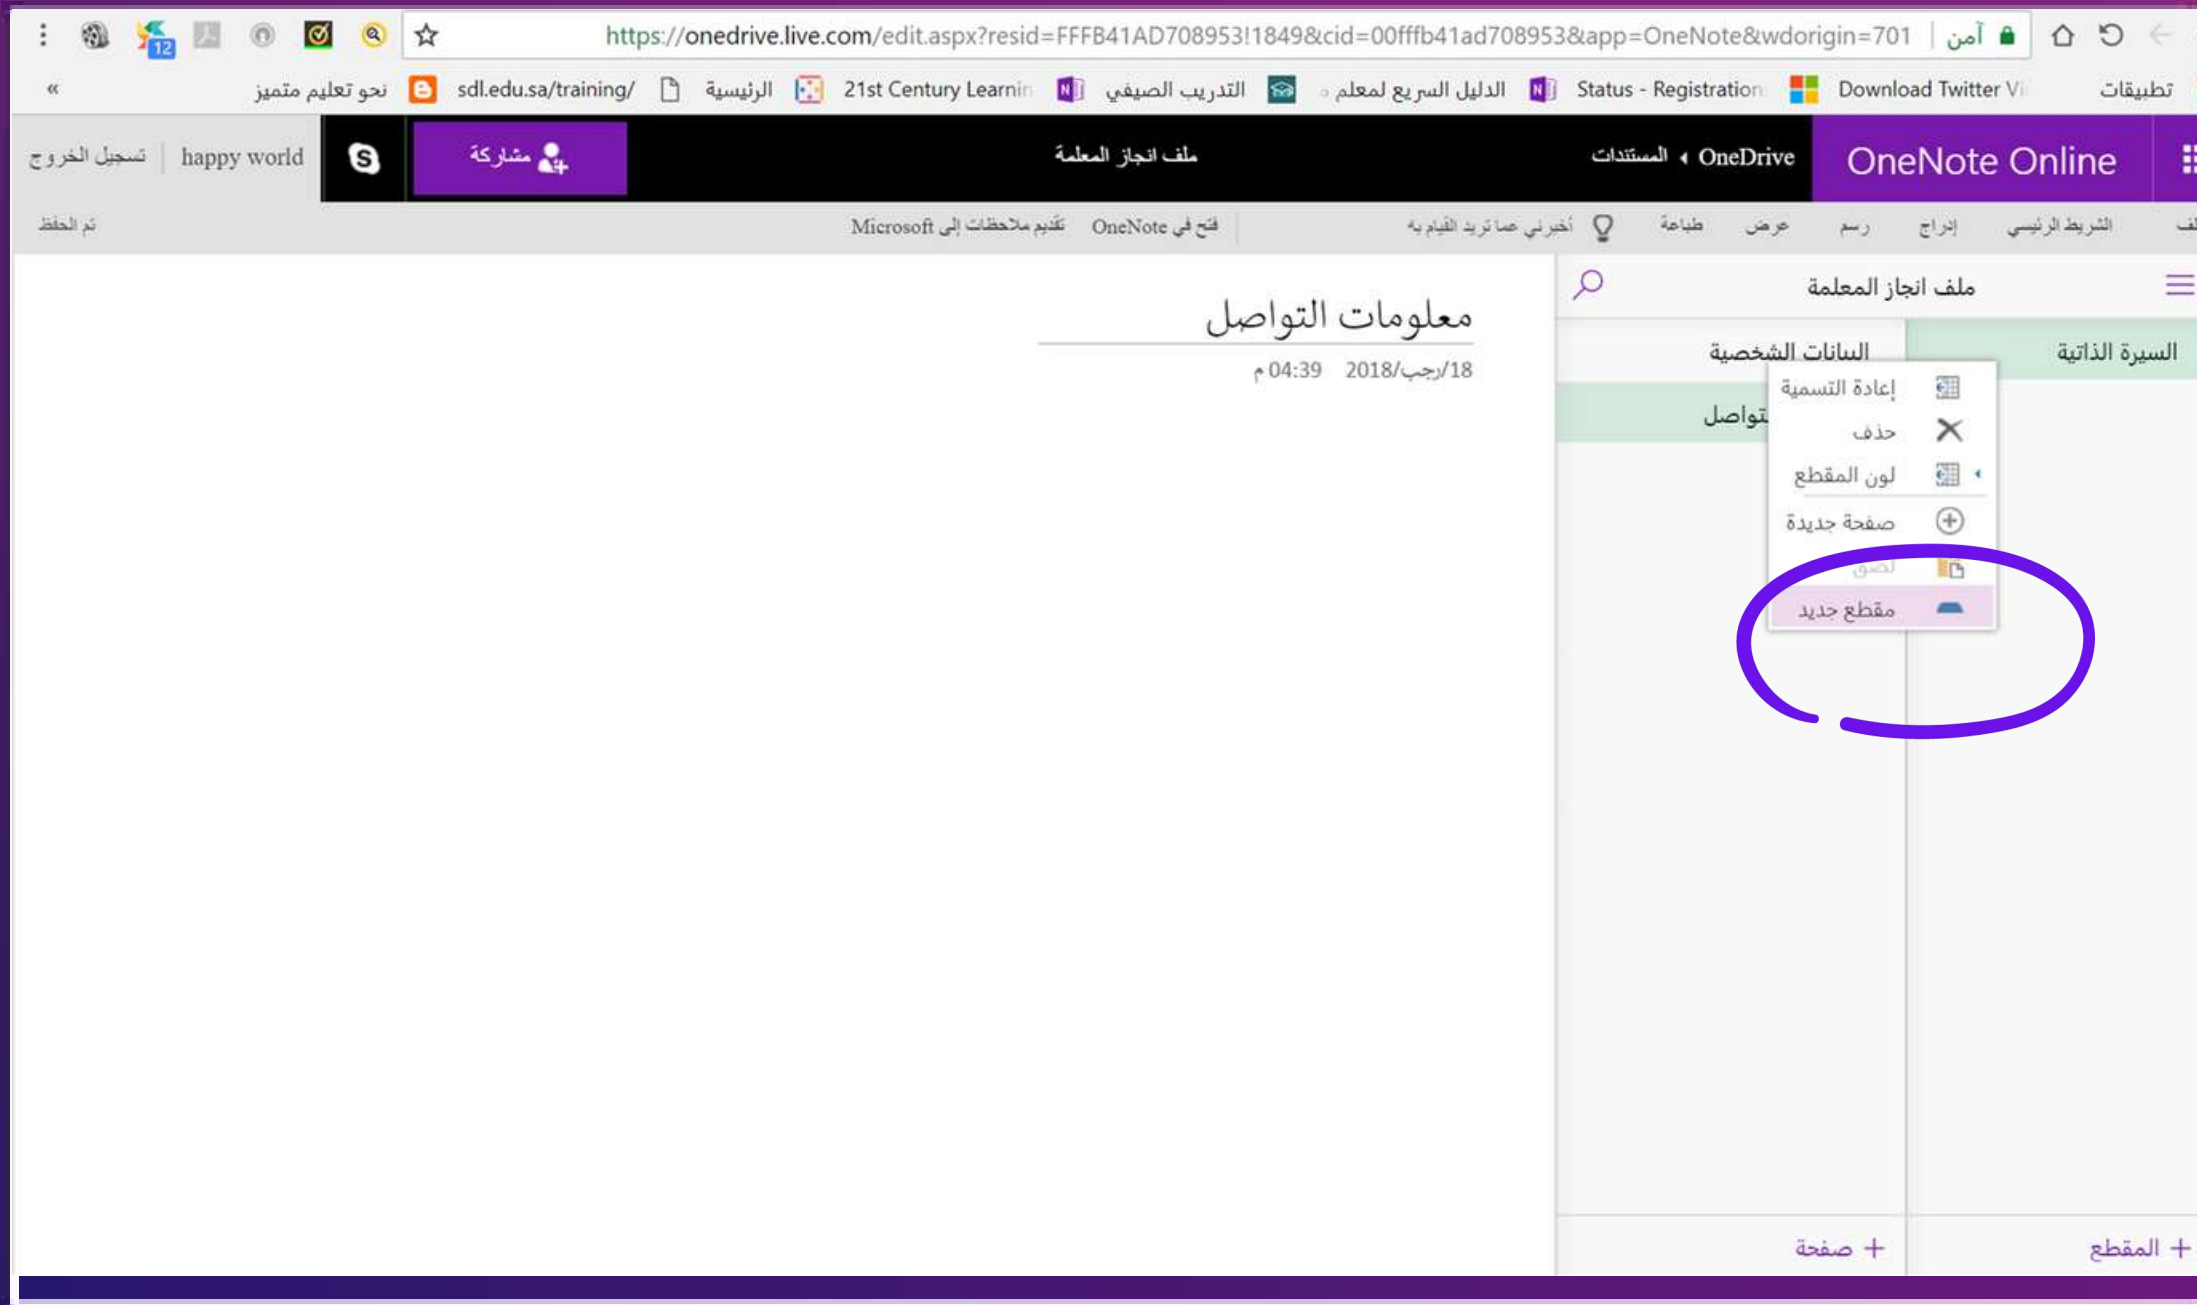 12
https://onedrive.live.com/edit.aspx?resid=FFFB41AD708953!1849&cid=00fffb41ad708953&app=OneNote&wdorigin=701
آمن
تطبيقات
Download Twitter
Status - Registration
الدليل السريع لمعلم
التدريب الصيفي
21st Century Learnin
الرئيسية
sdl.edu.sa/training/
نحو تعليم متميز
OneNote Online
OneDrive
المستندات
ملف انجاز المعلمة
مشاركة
happy world
تسجيل الخروج
الشريط الرئيسي
إدراج
رسم
عرض
طباعة
أخبرني عما تريد القيام به
فتح في OneNote
تقديم ملاحظات إلى Microsoft
تم الحفظ
ملف انجاز المعلمة
السيرة الذاتية
البيانات الشخصية
إعادة التسمية
حذف
لون المقطع
صفحة جديدة
لصق
مقطع جديد
معلومات التواصل
18/رجب/2018 04:39 م
+ المقطع
+ صفحة